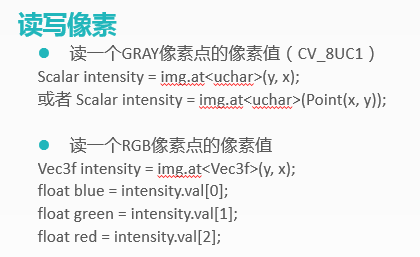 读写像素
● 读一个GRAY像素点的像素值（CV_8UC1）
Scalar intensity = img.at<uchar>(y, x);
或者 Scalar intensity = img.at<uchar>(Point(x, y));
● 读一个RGB像素点的像素值
Vec3f intensity = img.at<Vec3f>(y, x);
float blue = intensity.val[0];
float green = intensity.val[1];
float red = intensity.val[2];